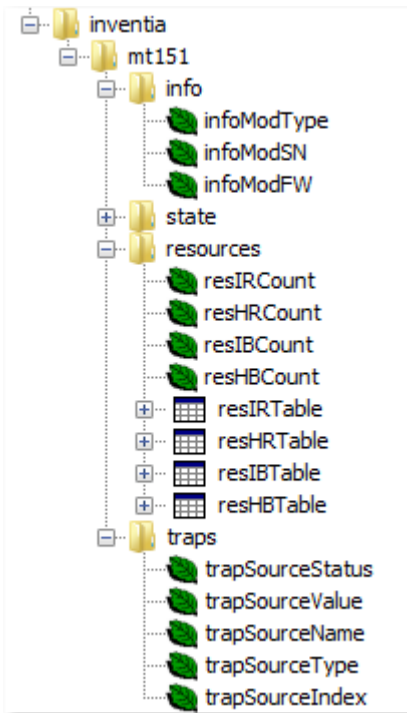 inventia
mt151
info
infoModType
infoModSN
infoModFW
state
resources
resIRCount
resHRCount
resIBCount
resHBCount
resIRTable
resHRTable
resIBTable
resHBTable
traps
trapSourceStatus
trapSourceValue
trapSourceName
trapSourceType
trapSourceIndex